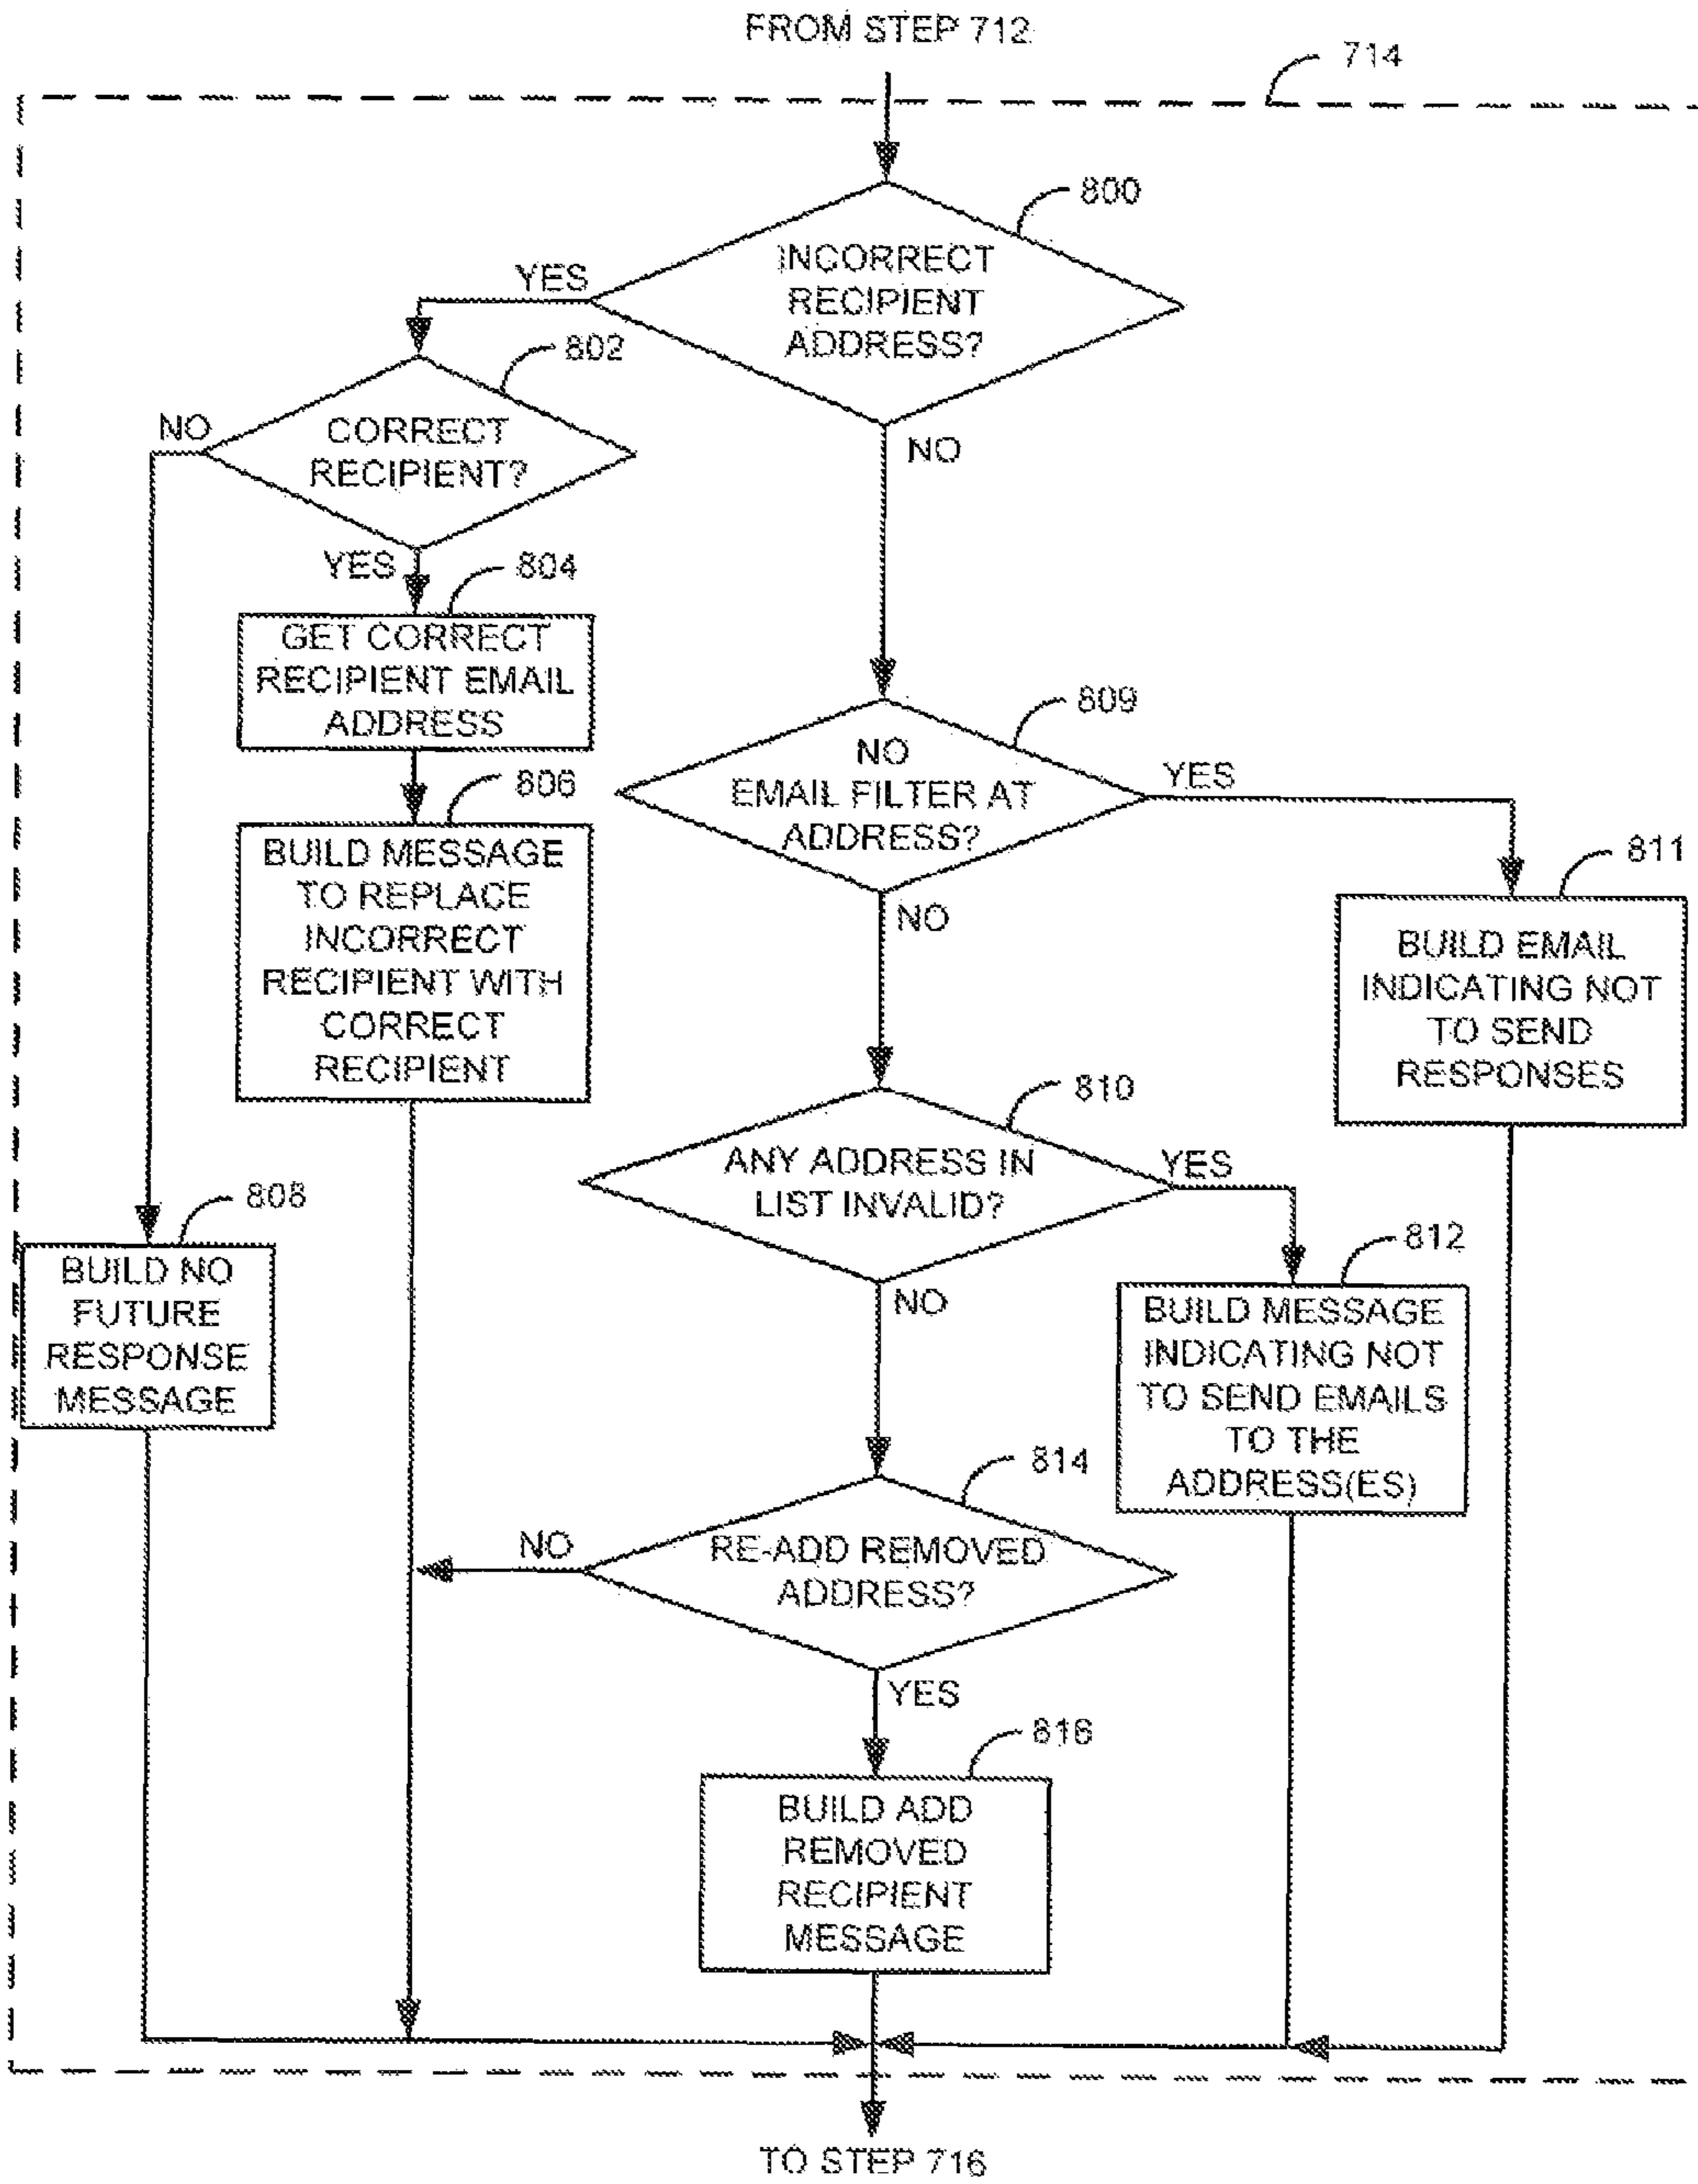 FROM STEP 712
714
800
INCORRECT
RECIPIENT
ADDRESS?
YES
NO
802
CORRECT
RECIPIENT?
NO
YES
804
GET CORRECT
RECIPIENT EMAIL
ADDRESS
806
BUILD MESSAGE
TO REPLACE
INCORRECT
RECIPIENT WITH
CORRECT
RECIPIENT
808
BUILD NO
FUTURE
RESPONSE
MESSAGE
809
NO
EMAIL FILTER AT
ADDRESS?
YES
NO
811
BUILD EMAIL
INDICATING NOT
TO SEND
RESPONSES
810
ANY ADDRESS IN
LIST INVALID?
YES
NO
812
BUILD MESSAGE
INDICATING NOT
TO SEND EMAILS
TO THE
ADDRESS(ES)
814
RE-ADD REMOVED
ADDRESS?
NO
YES
816
BUILD ADD
REMOVED
RECIPIENT
MESSAGE
TO STEP 716